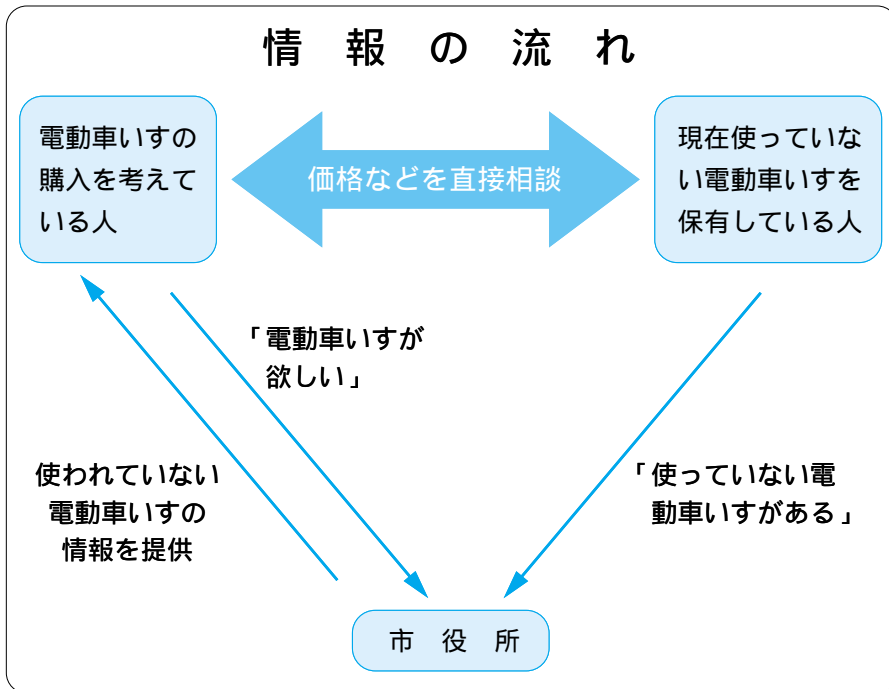 情報の流れ
電動車いすの
購入を考えて
いる人
価格などを直接相談
現在使っていな
い電動車いすを
保有している人
「電動車いすが
欲しい」
使われていない
電動車いすの
情報を提供
「使っていない電
動車いすがある」
市役所